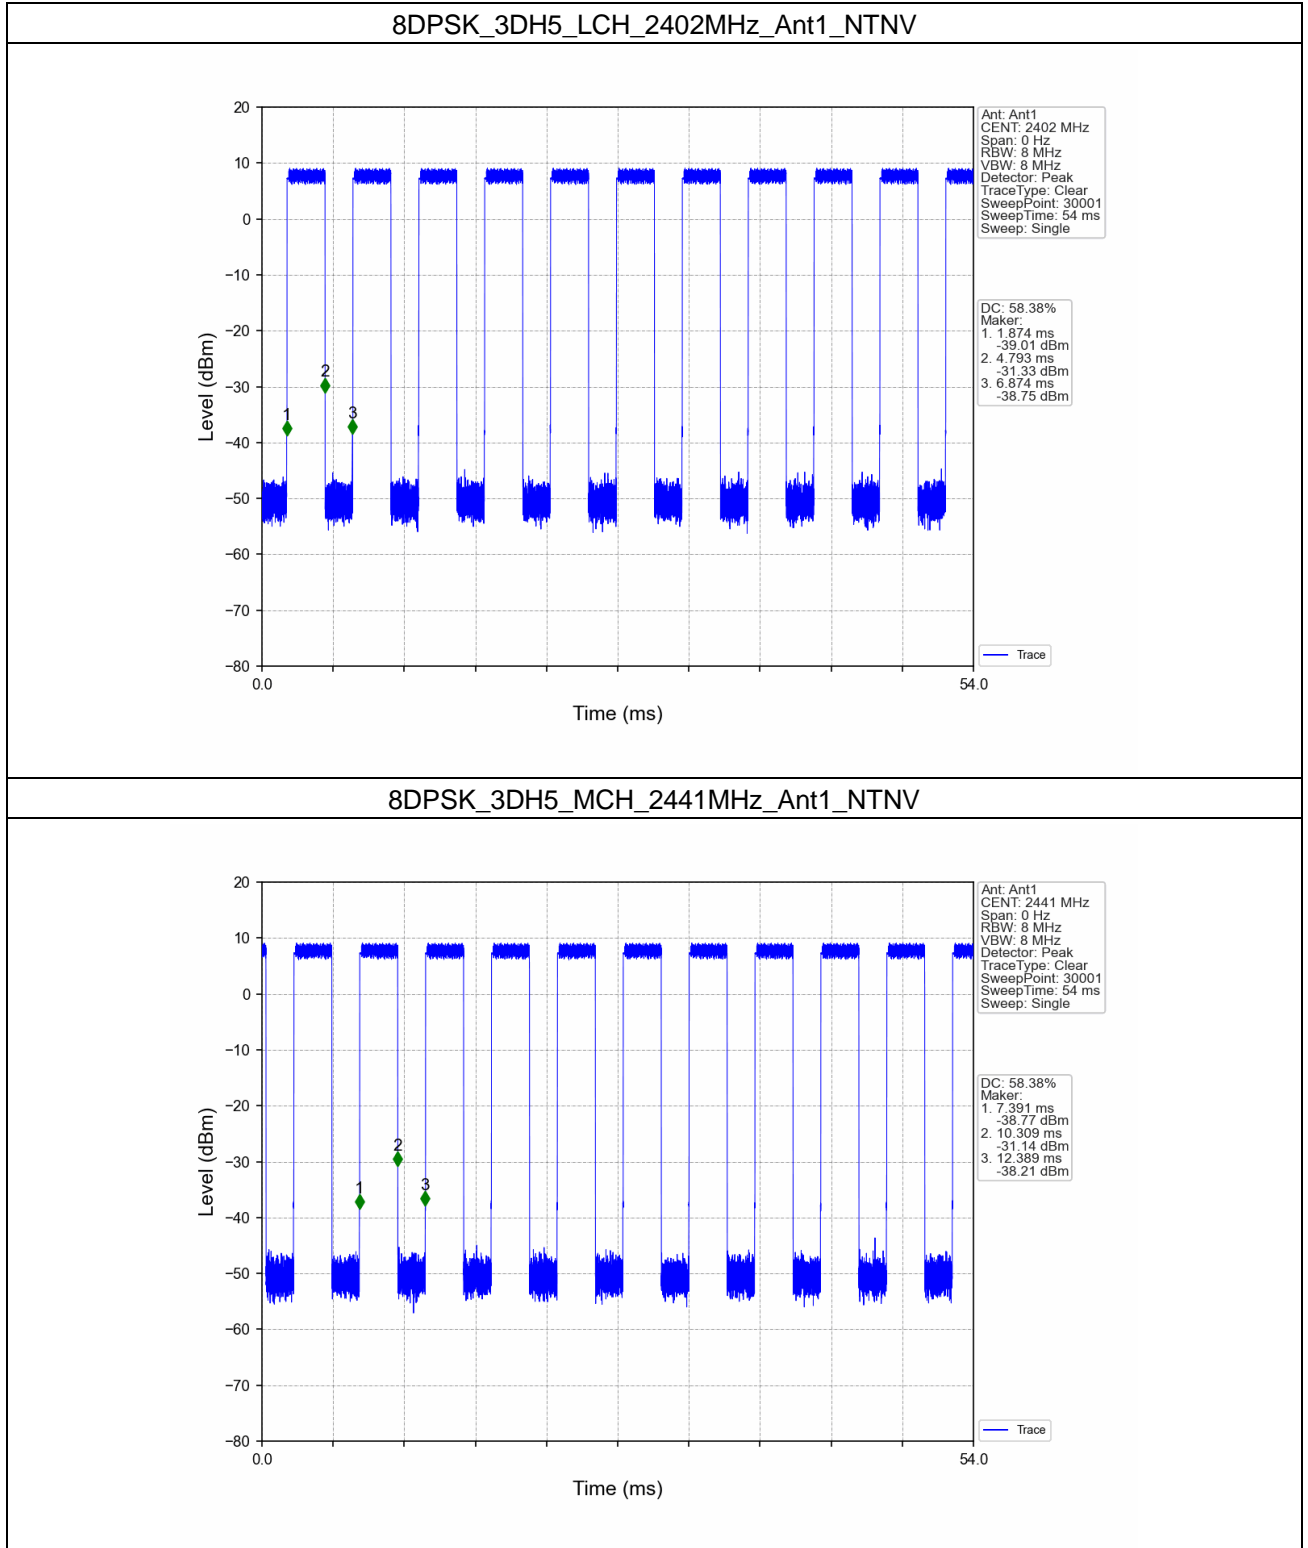 8DPSK_3DH5_LCH_2402MHz_Ant1_NTNV
20
10
0
−10
−20
−30
−40
−50
−60
−70
−80
Level (dBm)
1
2
3
0.0
54.0
Time (ms)
Ant: Ant1
CENT: 2402 MHz
Span: 0 Hz
RBW: 8 MHz
VBW: 8 MHz
Detector: Peak
TraceType: Clear
SweepPoint: 30001
SweepTime: 54 ms
Sweep: Single
DC: 58.38%
Maker:
1. 1.874 ms
-39.01 dBm
2. 4.793 ms
-31.33 dBm
3. 6.874 ms
-38.75 dBm
Trace
8DPSK_3DH5_MCH_2441MHz_Ant1_NTNV
20
10
0
−10
−20
−30
−40
−50
−60
−70
−80
Level (dBm)
1
2
3
0.0
54.0
Time (ms)
Ant: Ant1
CENT: 2441 MHz
Span: 0 Hz
RBW: 8 MHz
VBW: 8 MHz
Detector: Peak
TraceType: Clear
SweepPoint: 30001
SweepTime: 54 ms
Sweep: Single
DC: 58.38%
Maker:
1. 7.391 ms
-38.77 dBm
2. 10.309 ms
-31.14 dBm
3. 12.389 ms
-38.21 dBm
Trace